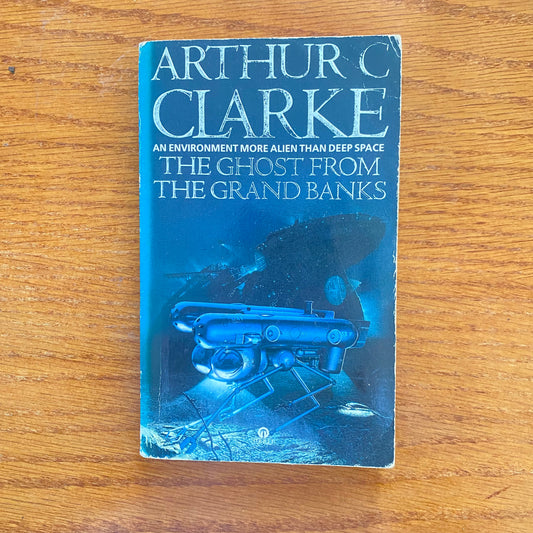 ARTHUR C
CLARKE
AN ENVIRONMENT MORE ALIEN THAN DEEP SPACE
THE GHOST FROM
THE GRAND BANKS